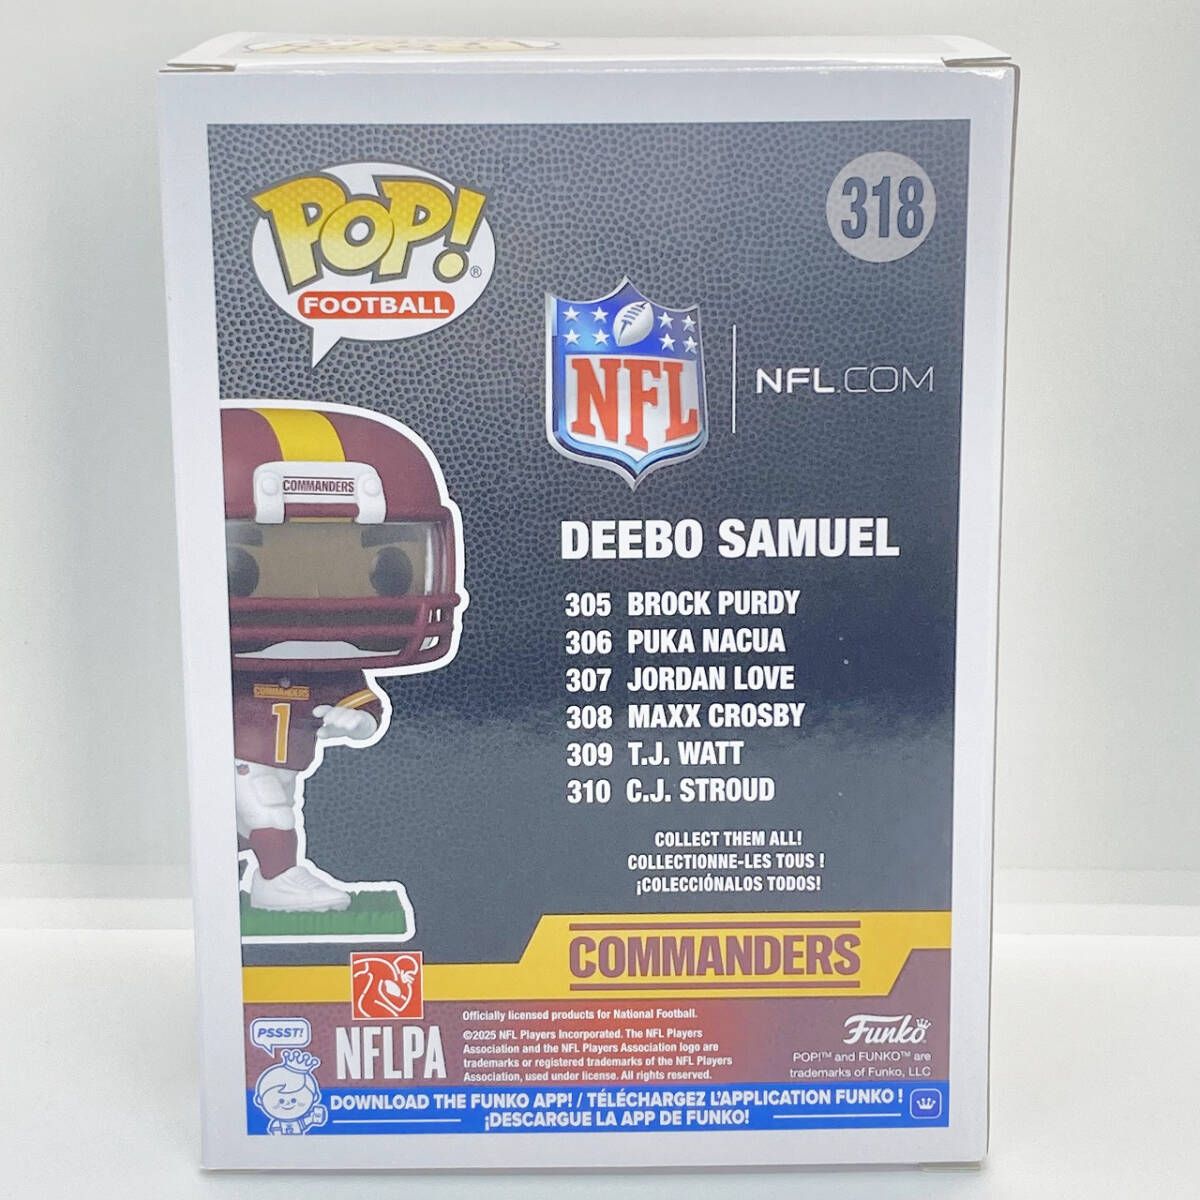 POP!®
FOOTBALL
318
NFL
NFL.COM
COMMANDERS
COMMANDERS
1
DEEBO SAMUEL
305 BROCK PURDY
306 PUKA NACUA
307 JORDAN LOVE
308 MAXX CROSBY
309 T.J. WATT
310 C.J. STROUD
COLLECT THEM ALL!
COLLECTIONNE-LES TOUS !
¡COLECCIÓNALOS TODOS!
COMMANDERS
NFLPA
Officially licensed products for National Football.
©2025 NFL Players Incorporated. The NFL Players
Association and the NFL Players Association logo are
trademarks or registered trademarks of the NFL Players
Association, used under license. All rights reserved.
Funko
POP!™ and FUNKO™ are
trademarks of Funko, LLC
PSSST!
DOWNLOAD THE FUNKO APP! / TÉLÉCHARGEZ L'APPLICATION FUNKO !
¡DESCARGUE LA APP DE FUNKO!